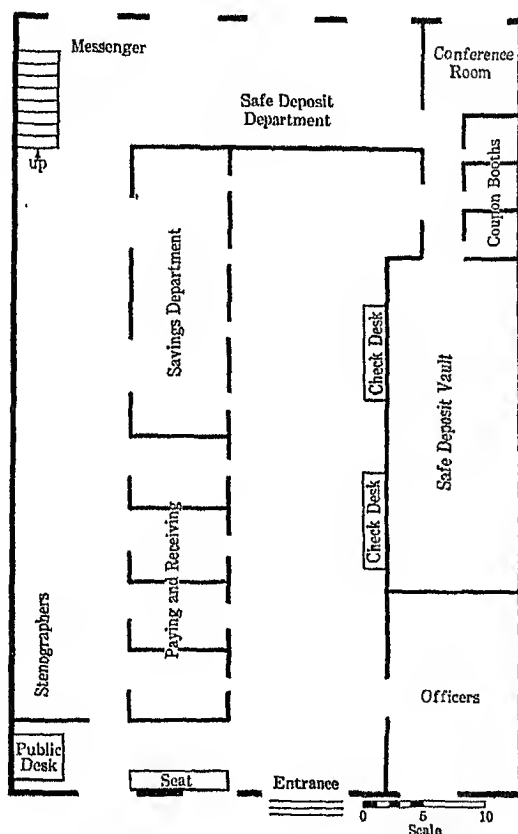 Messenger
Conference
Room
Safe Deposit
Department
up
Coupon Booths
Savings Department
Check Desk
Safe Deposit Vault
Check Desk
Paying and Receiving
Stenographers
Officers
Public
Desk
Seat
Entrance
0 5 10
Scale